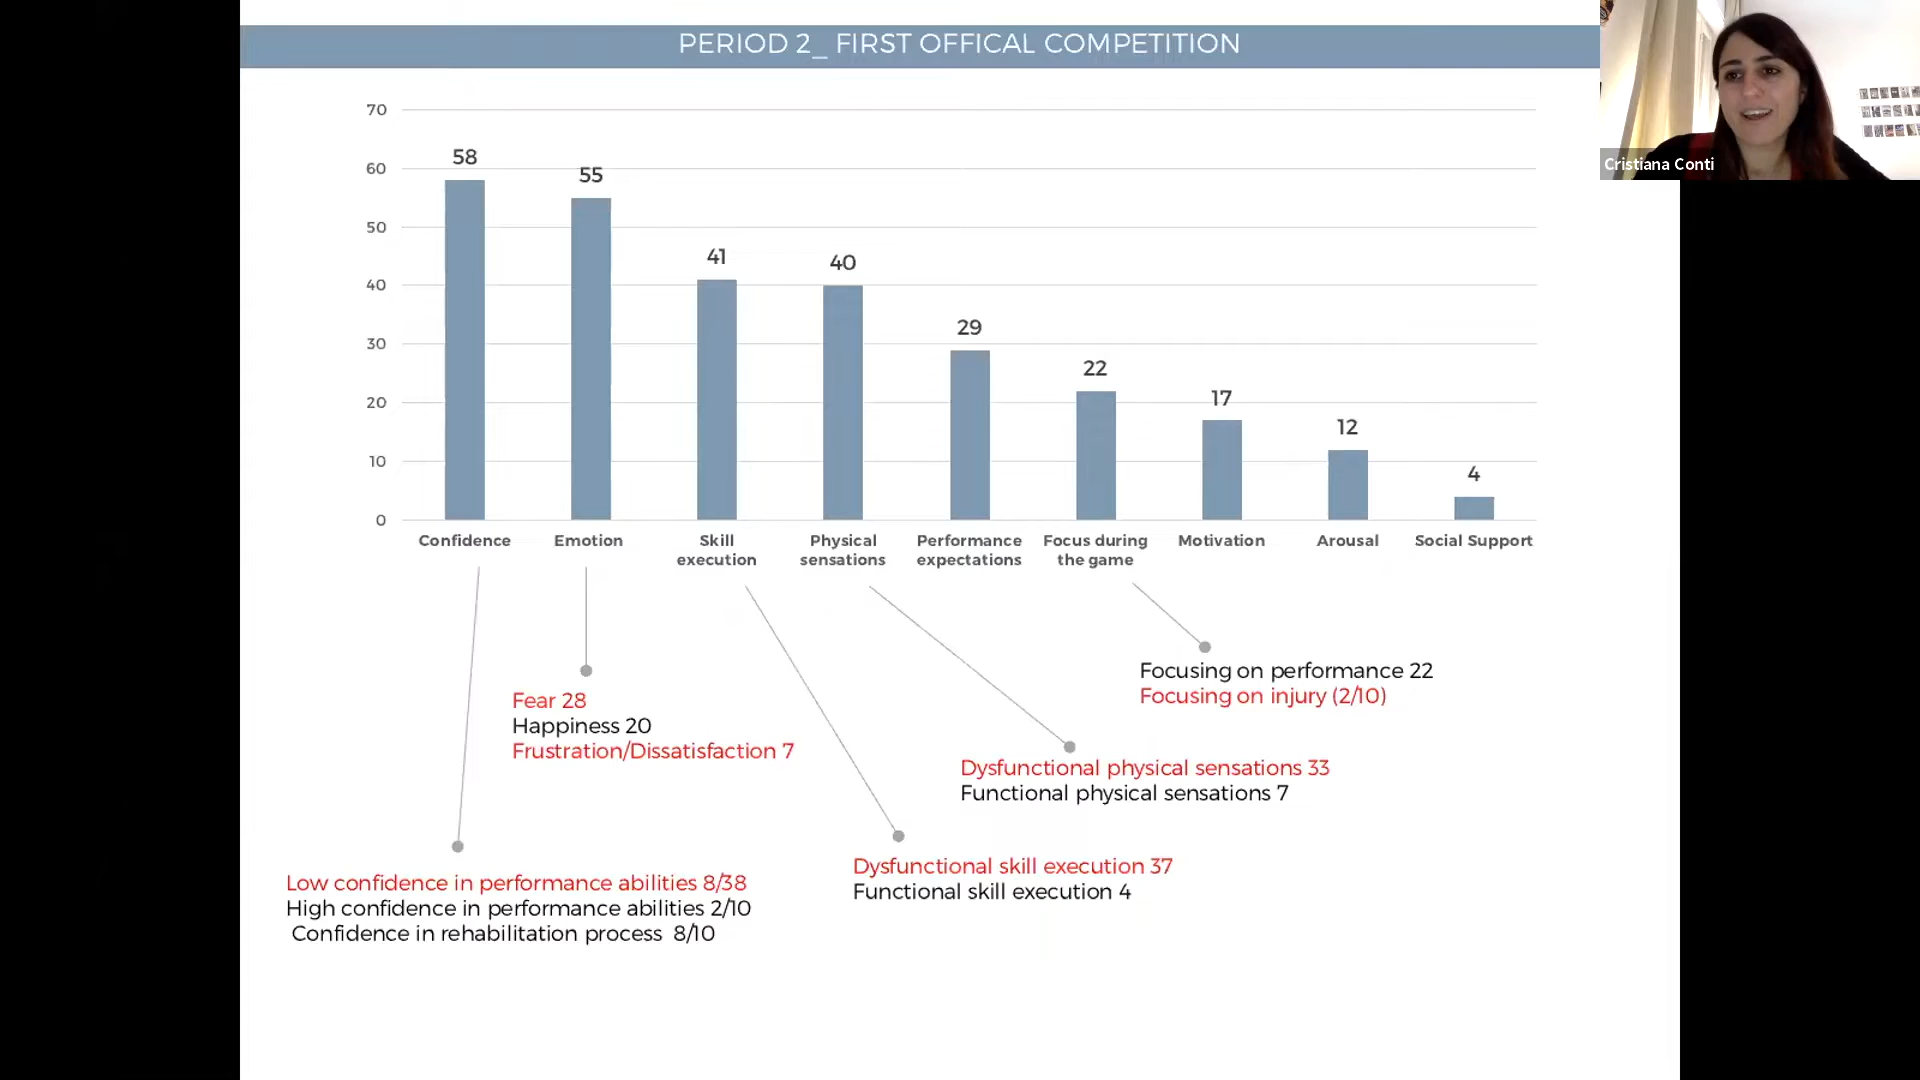 PERIOD 2_ FIRST OFFICAL COMPETITION
Cristiana Conti
70
60
50
40
30
20
10
0
58
55
41
40
29
22
17
12
4
Confidence
Emotion
Skill
execution
Physical
sensations
Performance
expectations
Focus during
the game
Motivation
Arousal
Social Support
Focusing on performance 22
Focusing on injury (2/10)
Fear 28
Happiness 20
Frustration/Dissatisfaction 7
Dysfunctional physical sensations 33
Functional physical sensations 7
Dysfunctional skill execution 37
Functional skill execution 4
Low confidence in performance abilities 8/38
High confidence in performance abilities 2/10
Confidence in rehabilitation process 8/10